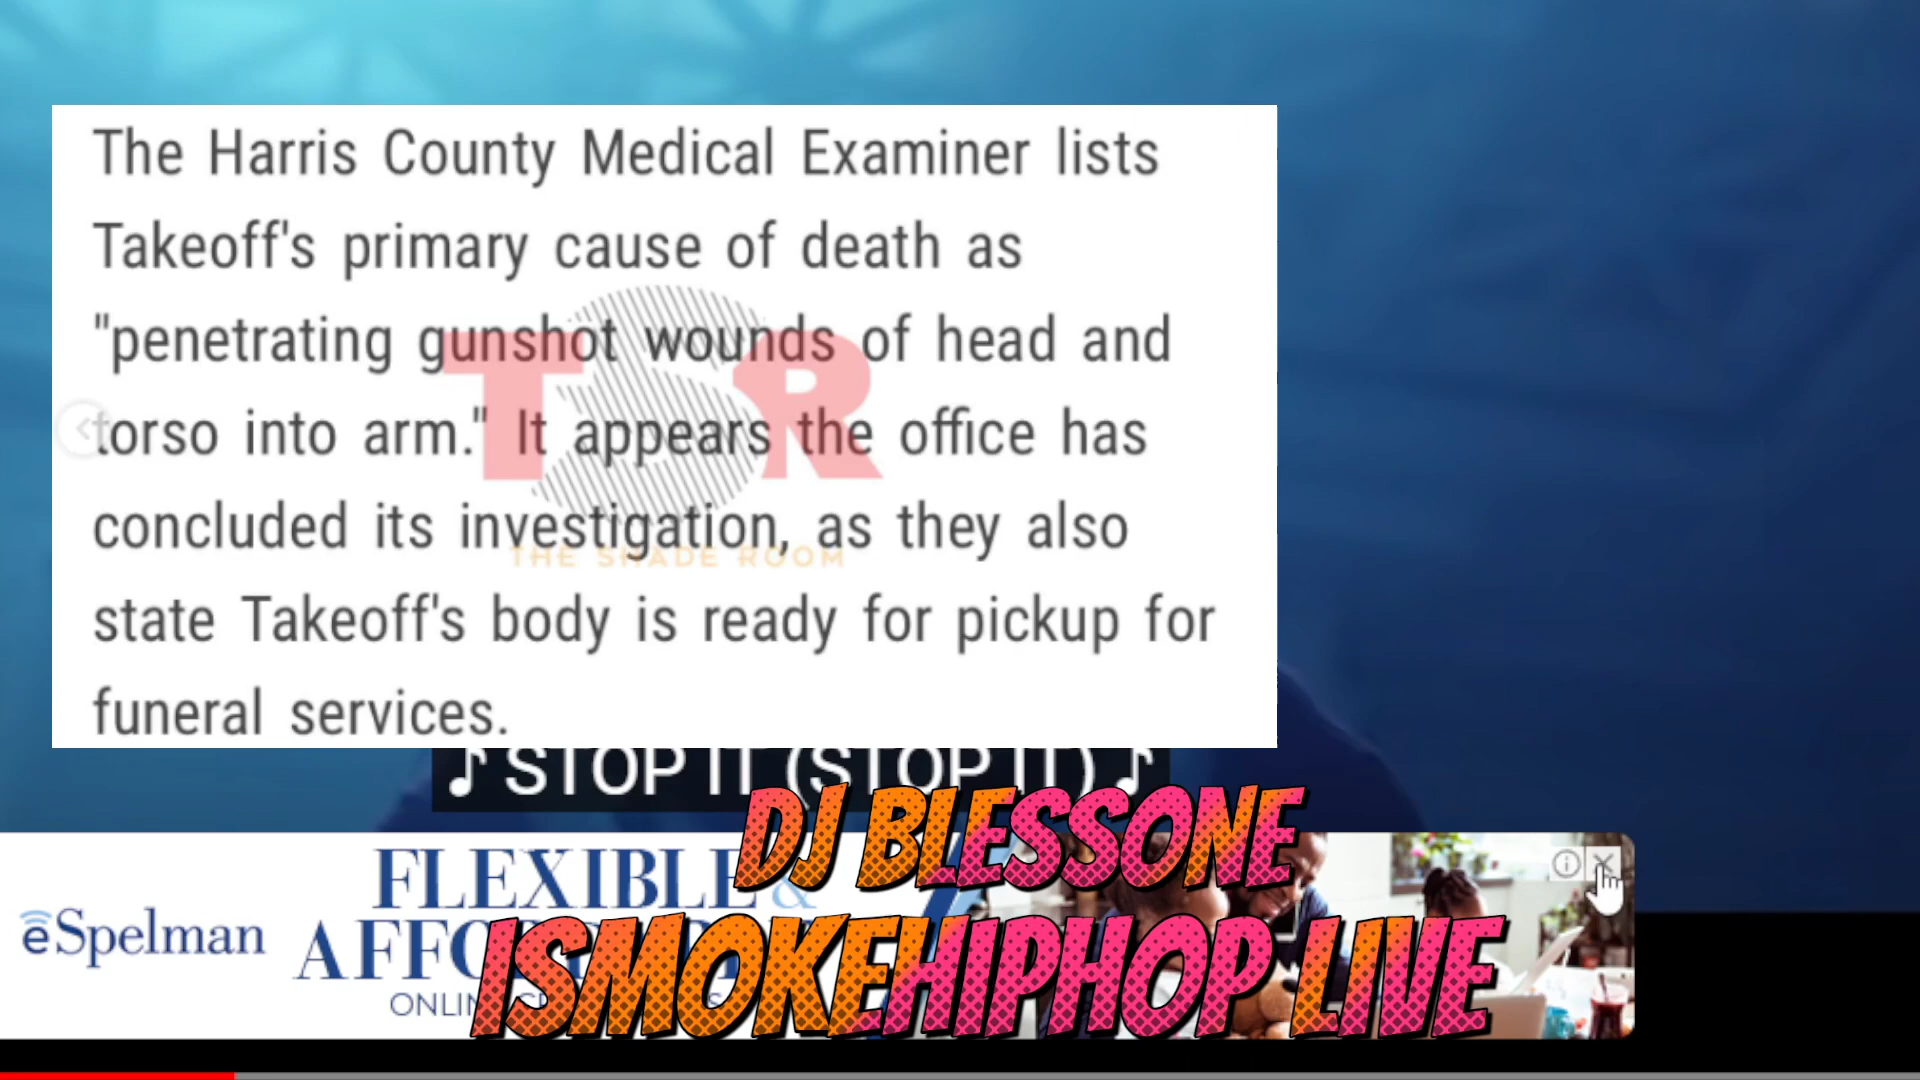 The Harris County Medical Examiner lists
Takeoff's primary cause of death as
"penetrating gunshot wounds of head and
torso into arm." It appears the office has
concluded its investigation, as they also
state Takeoff's body is ready for pickup for
funeral services.
TSR
THE SHADE ROOM
♪ STOP IT (STOP IT) ♪
DJ BLESSONE
ISMOKEHIPHOP LIVE
eSpelman
FLEXIBLE &